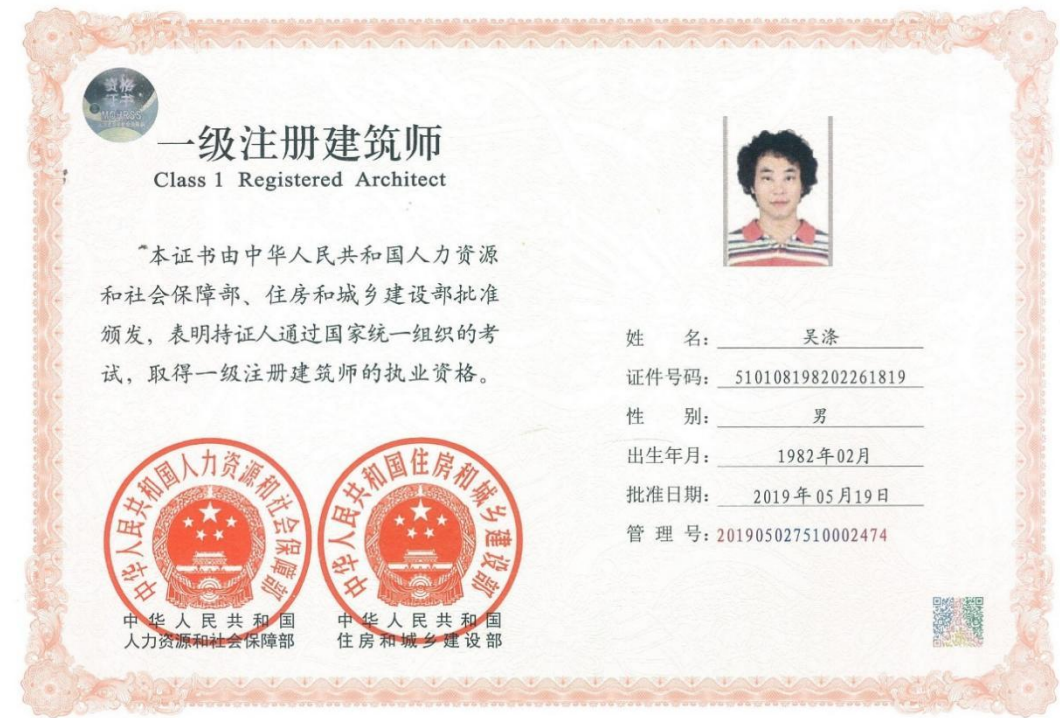 资格
证书
一级注册建筑师
Class 1 Registered Architect
本证书由中华人民共和国人力资源
和社会保障部、住房和城乡建设部批准
颁发，表明持证人通过国家统一组织的考
试，取得一级注册建筑师的执业资格。
中华人民共和国人力资源和社会保障部
中华人民共和国住房和城乡建设部
中华人民共和国
人力资源和社会保障部
中华人民共和国
住房和城乡建设部
姓　　名：吴涤
证件号码：510108198202261819
性　　别：男
出生年月：1982年02月
批准日期：2019年05月19日
管 理 号：201905027510002474